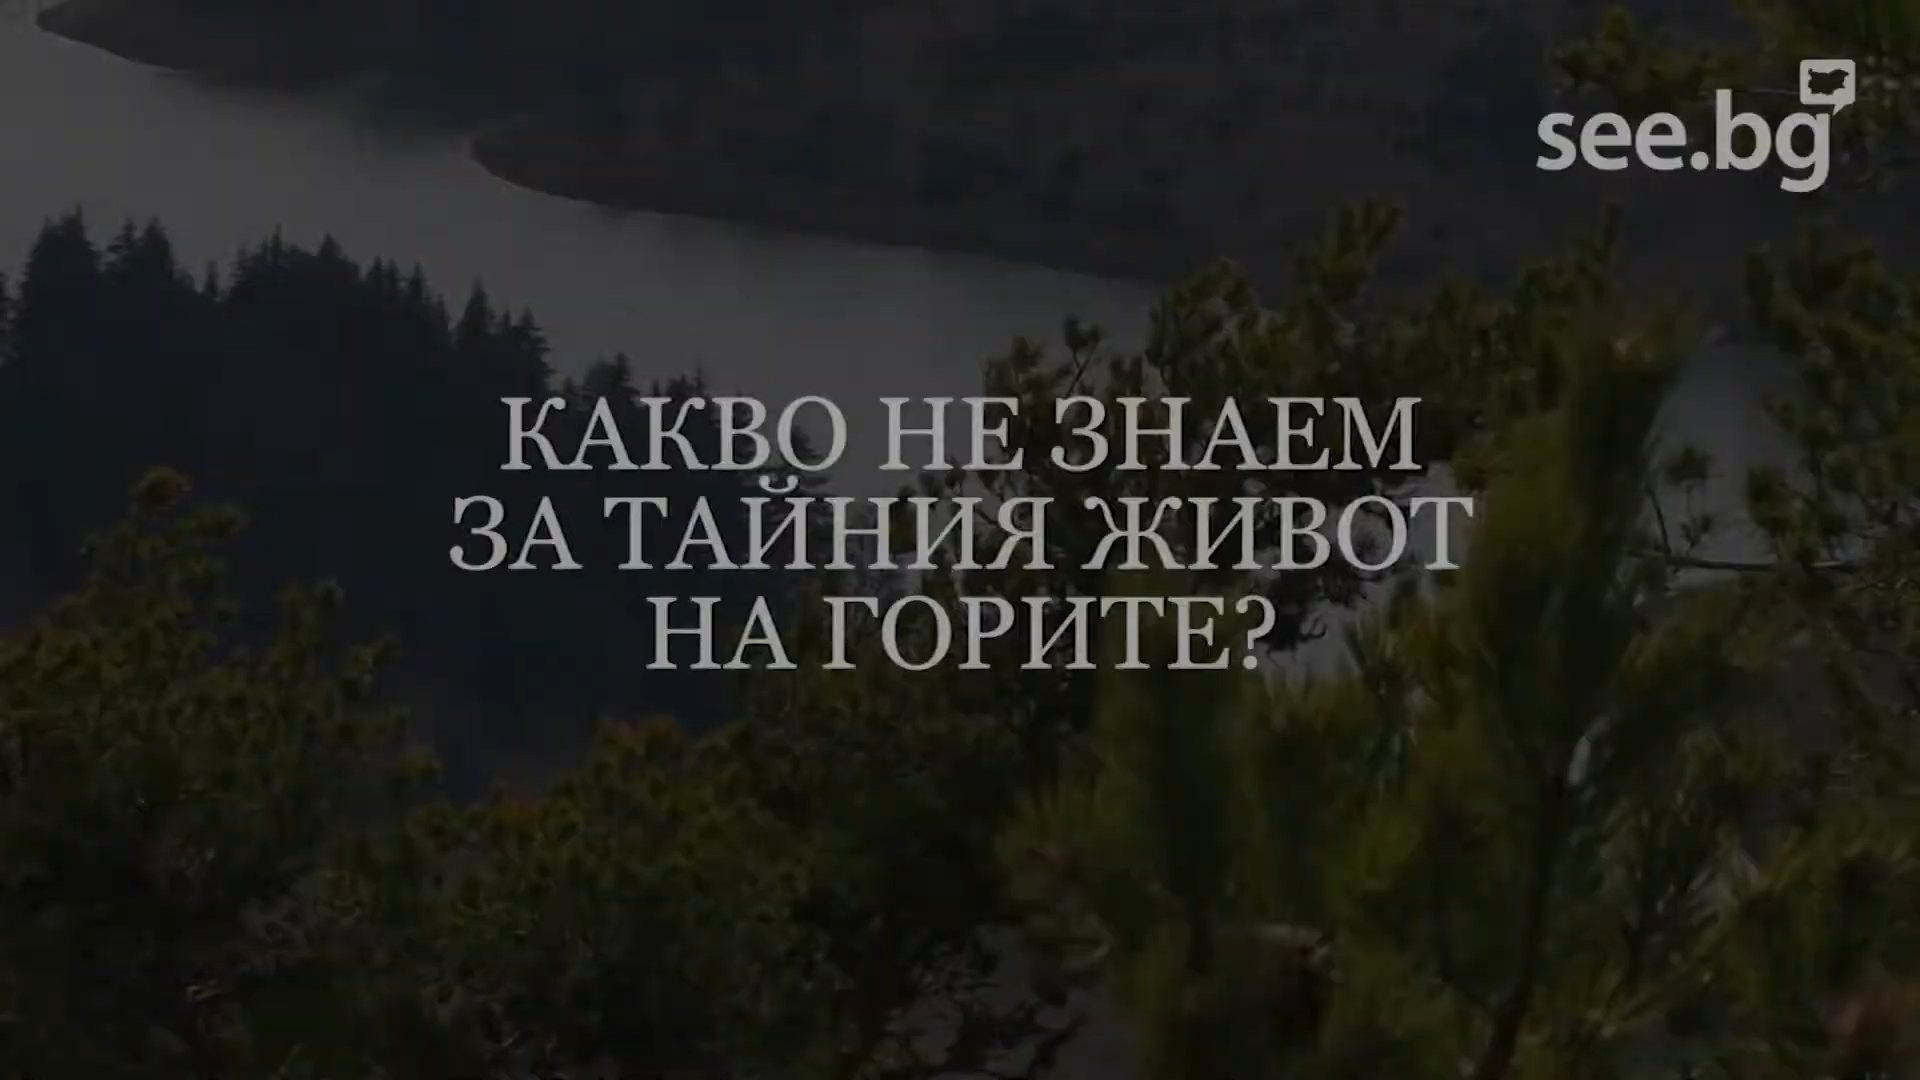 see.bg
КАКВО НЕ ЗНАЕМ
ЗА ТАЙНИЯ ЖИВОТ
НА ГОРИТЕ?